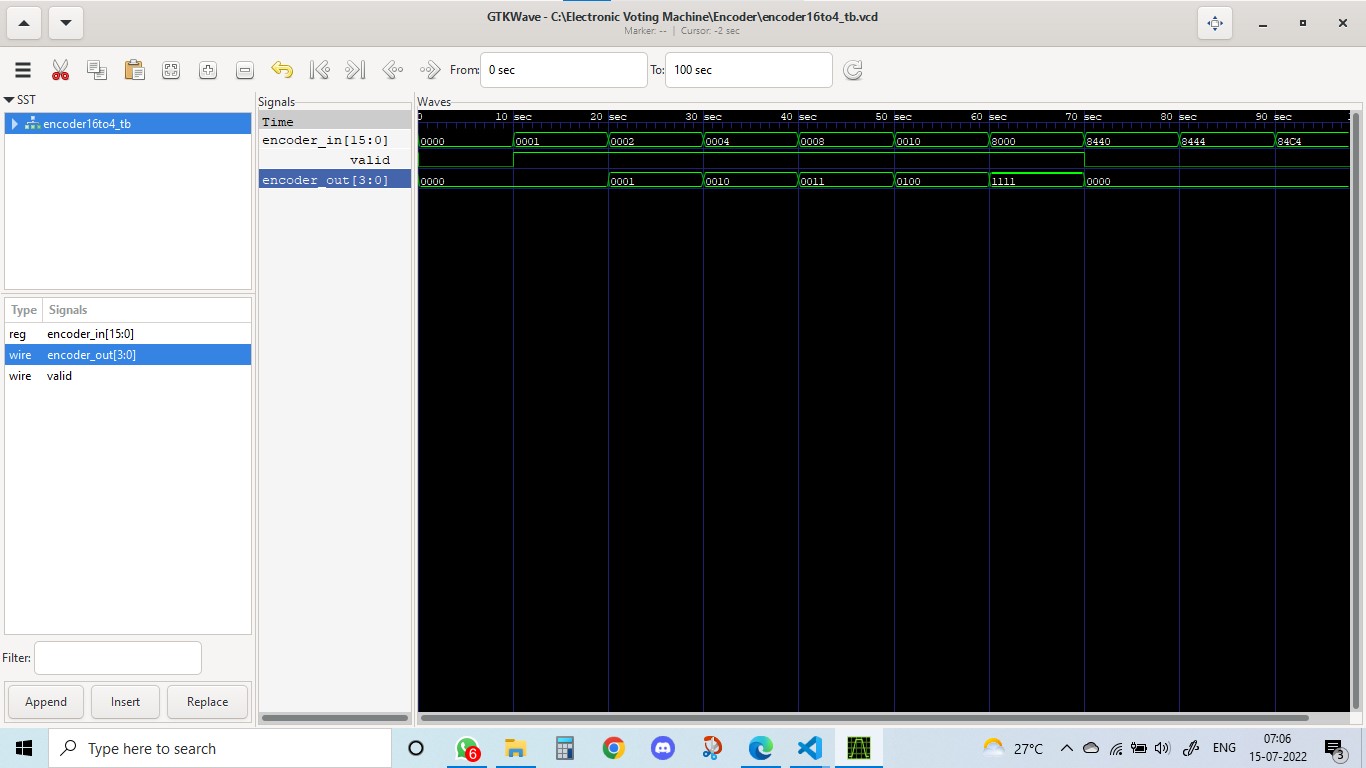 GTKWave - C:\Electronic Voting Machine\Encoder\encoder16to4_tb.vcd
Marker: -- | Cursor: -2 sec
From: 0 sec To: 100 sec
SST
encoder16to4_tb
Type Signals
reg encoder_in[15:0]
wire encoder_out[3:0]
wire valid
Filter:
Append Insert Replace
Signals
Time
encoder_in[15:0]
valid
encoder_out[3:0]
Waves
0 10 sec 20 sec 30 sec 40 sec 50 sec 60 sec 70 sec 80 sec 90 sec
0000 0001 0002 0004 0008 0010 8000 8440 8444 84C4
0000 0001 0010 0011 0100 1111 0000
Type here to search
6
27°C
ENG
07:06
15-07-2022
3